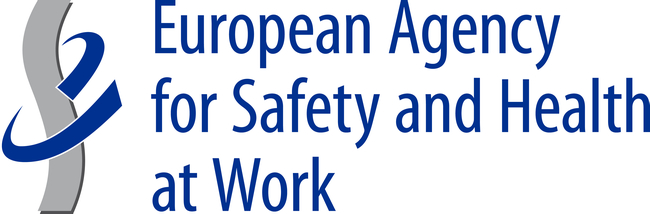 European Agency
for Safety and Health
at Work